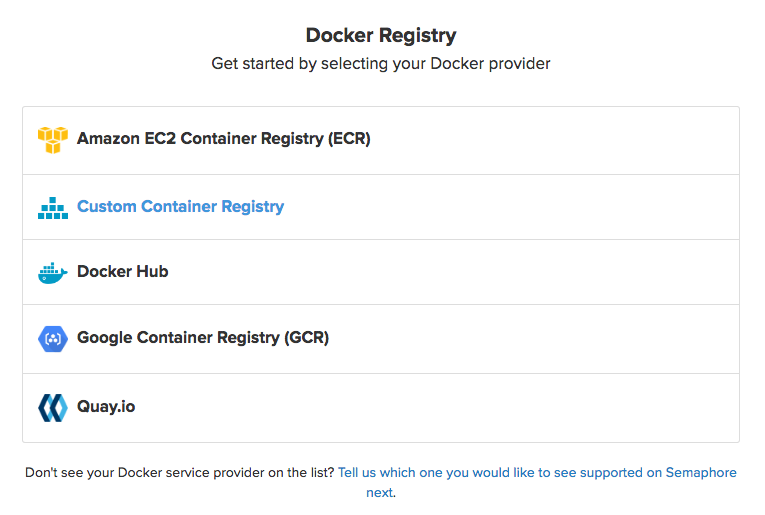 Docker Registry
Get started by selecting your Docker provider
Amazon EC2 Container Registry (ECR)
Custom Container Registry
Docker Hub
Google Container Registry (GCR)
Quay.io
Don't see your Docker service provider on the list? Tell us which one you would like to see supported on Semaphore
next.